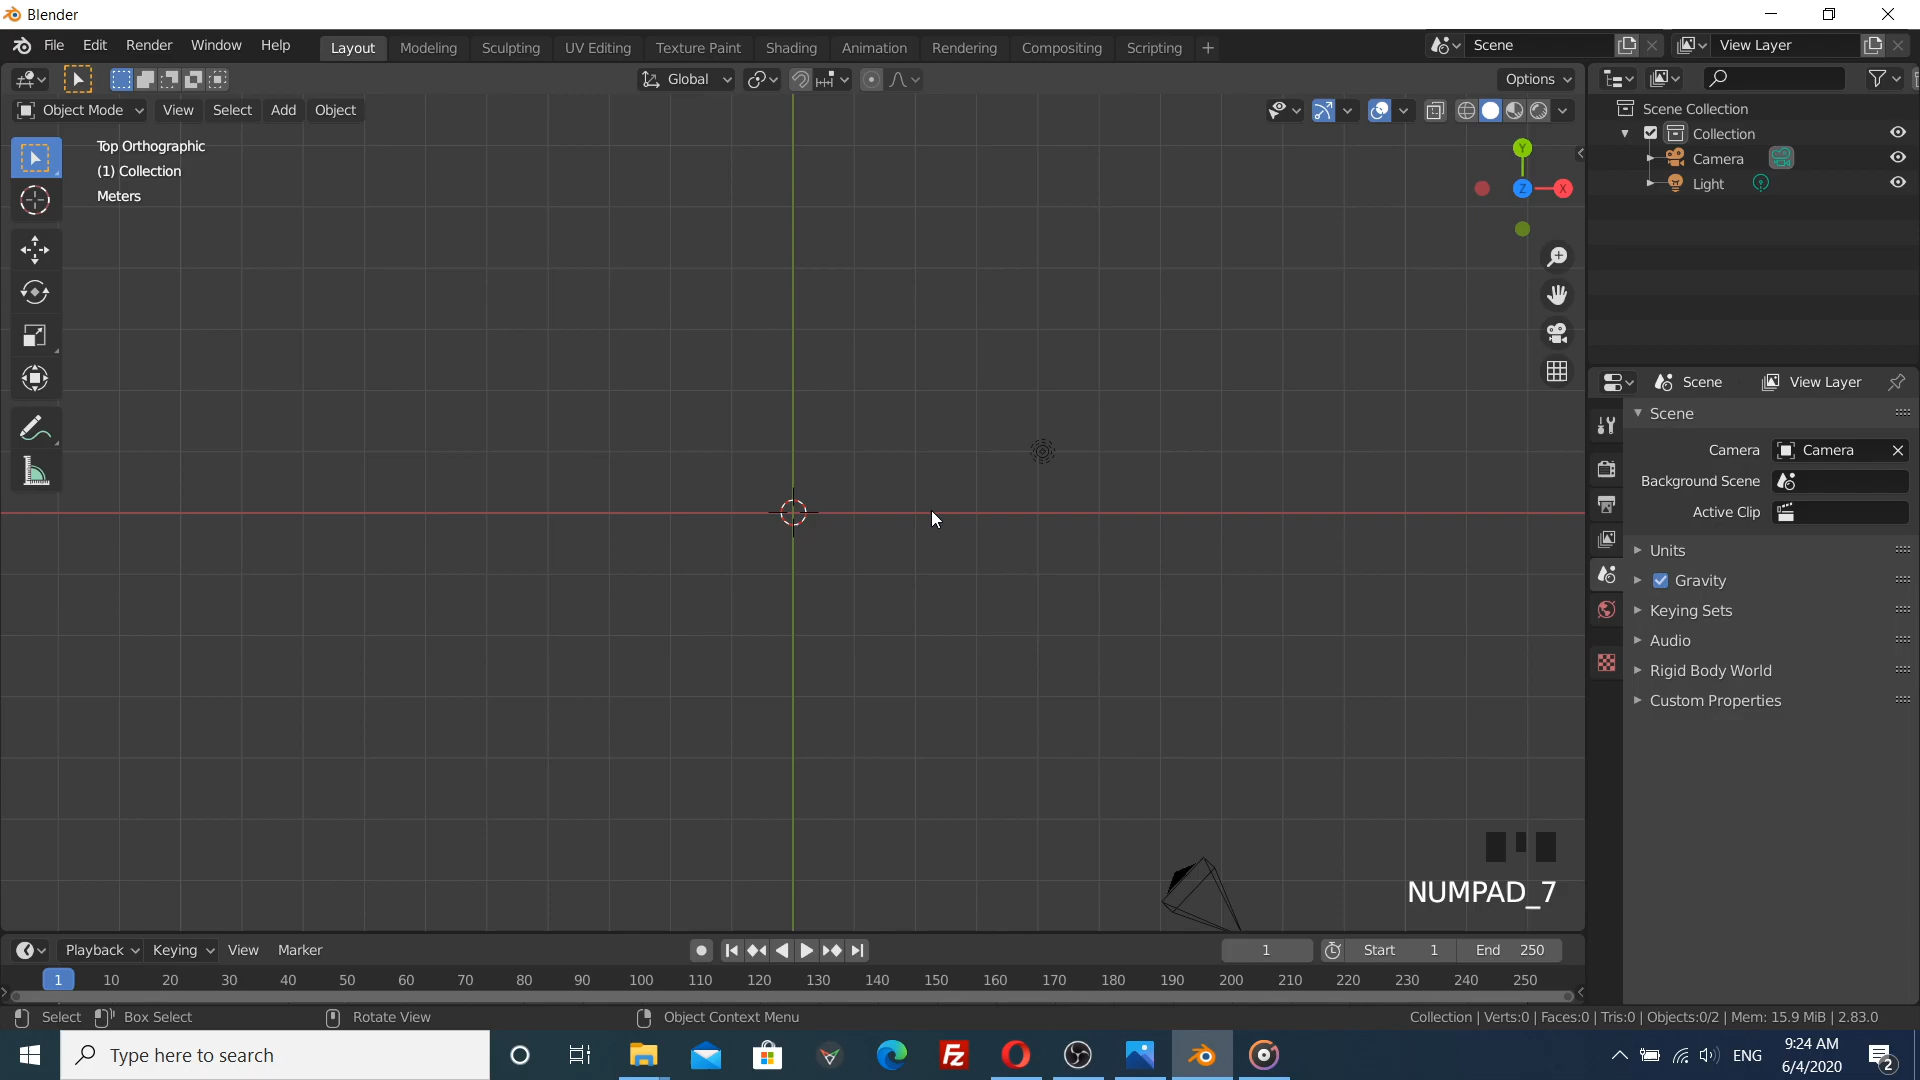 Blender
File Edit Render Window Help Layout Modeling Sculpting UV Editing Texture Paint Shading Animation Rendering Compositing Scripting + Scene View Layer
Global Options
Object Mode View Select Add Object
Scene Collection
Collection
Camera
Light
Top Orthographic
(1) Collection
Meters
Y
Z
X
Scene View Layer
Scene
Camera Camera
Background Scene
Active Clip
Units
Gravity
Keying Sets
Audio
Rigid Body World
Custom Properties
NUMPAD_7
Playback Keying View Marker 1 Start 1 End 250
1 10 20 30 40 50 60 70 80 90 100 110 120 130 140 150 160 170 180 190 200 210 220 230 240 250
Select Box Select Rotate View Object Context Menu Collection | Verts:0 | Faces:0 | Tris:0 | Objects:0/2 | Mem: 15.9 MiB | 2.83.0
Type here to search
ENG
9:24 AM
6/4/2020
2